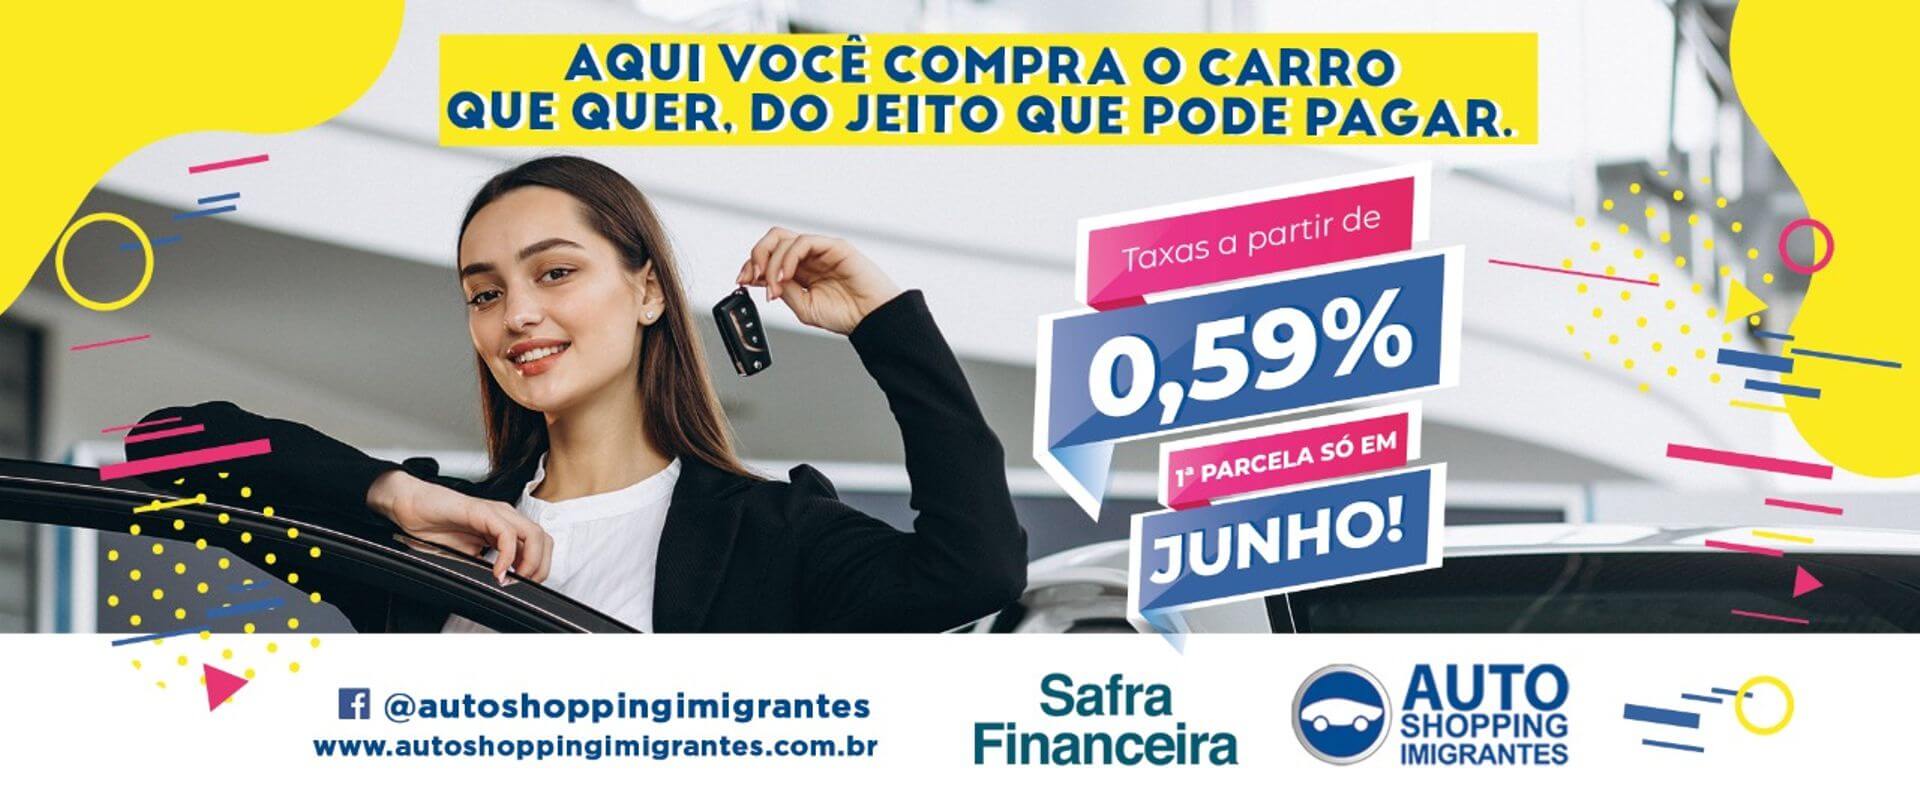 AQUI VOCÊ COMPRA O CARRO
QUE QUER, DO JEITO QUE PODE PAGAR.
Taxas a partir de
0,59%
1ª PARCELA SÓ EM
JUNHO!
@autoshoppingimigrantes
www.autoshoppingimigrantes.com.br
Safra
Financeira
AUTO
SHOPPING
IMIGRANTES